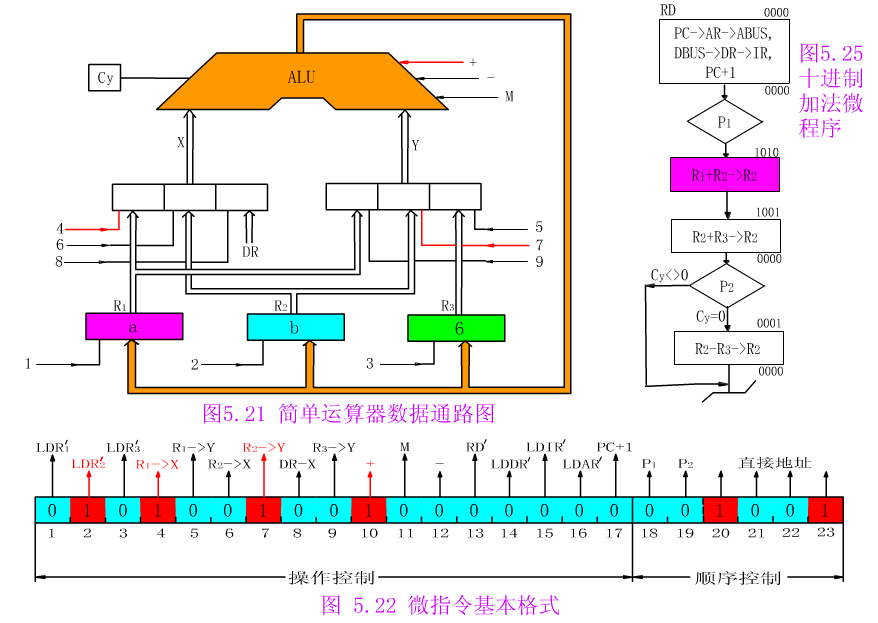 Cy
ALU
+
−
M
X
Y
4
6
8
DR
5
7
9
R1
R2
R3
a
b
6
1
2
3
图5.21 简单运算器数据通路图
RD
0000
PC->AR->ABUS,
DBUS->DR->IR,
PC+1
0000
P1
1010
R1+R2->R2
1001
R2+R3->R2
0000
Cy<>0
P2
Cy=0
0001
R2-R3->R2
0000
图5.25
十进制
加法微
程序
LDR1′ LDR3′ R1->Y R2->Y R3->Y M RD′ LDIR′ PC+1
LDR2′ R1->X R2->X DR-X + − LDDR′ LDAR′ P1 P2 直接地址
0 1 0 1 0 0 1 0 0 1 0 0 0 0 0 0 0 0 0 1 0 0 1
1 2 3 4 5 6 7 8 9 10 11 12 13 14 15 16 17 18 19 20 21 22 23
操作控制 顺序控制
图 5.22 微指令基本格式